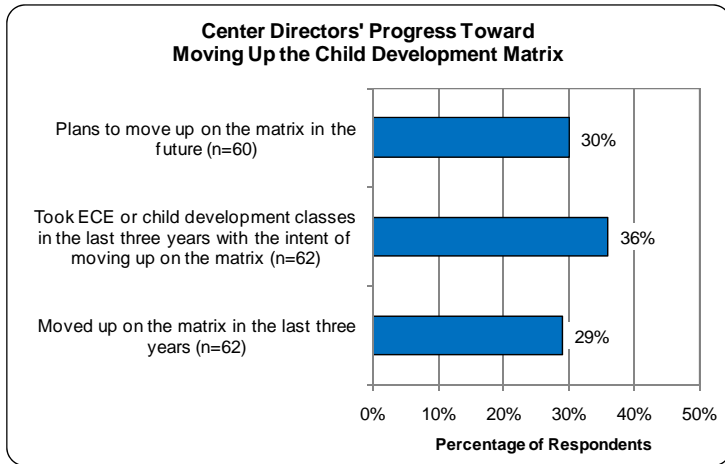 Center Directors' Progress Toward
Moving Up the Child Development Matrix
Plans to move up on the matrix in the
future (n=60)
30%
Took ECE or child development classes
in the last three years with the intent of
moving up on the matrix (n=62)
36%
Moved up on the matrix in the last three
years (n=62)
29%
0% 10% 20% 30% 40% 50%
Percentage of Respondents